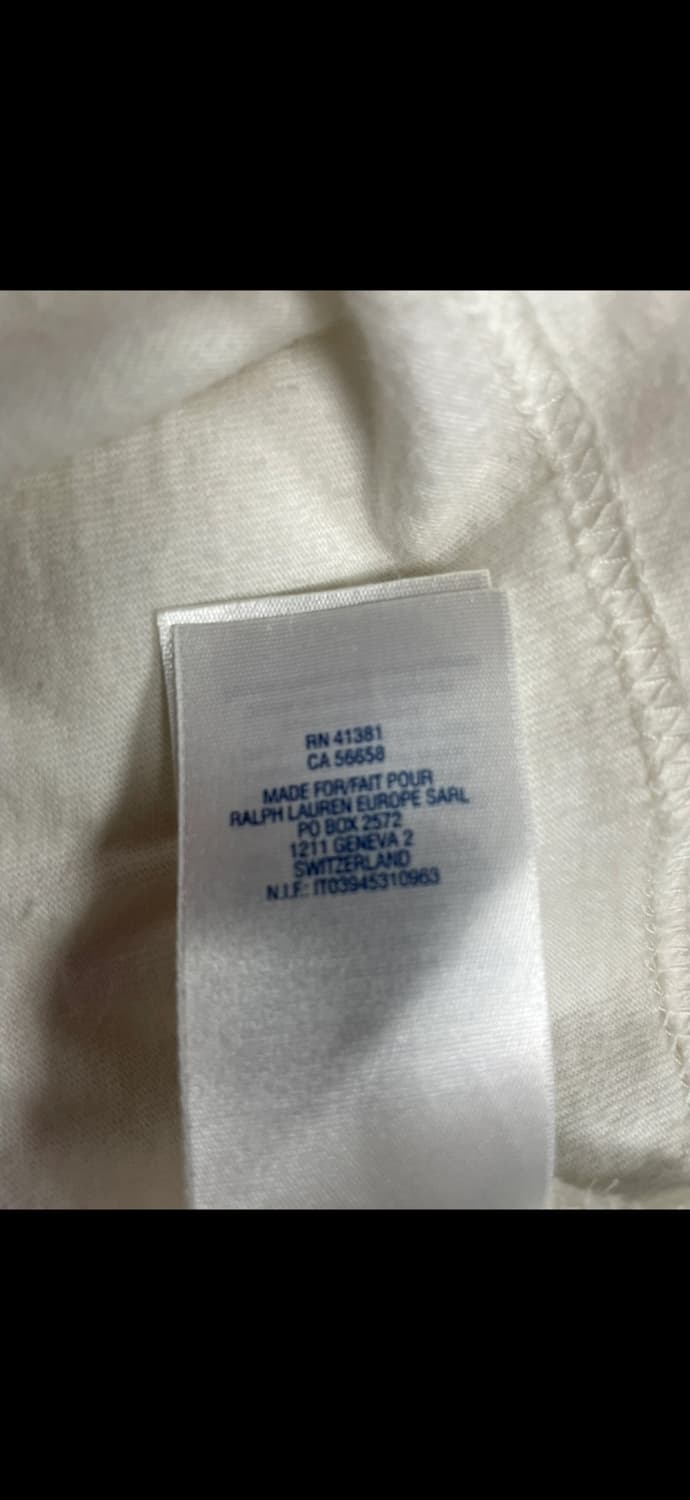 RN 41381
CA 56658
MADE FOR/FAIT POUR
RALPH LAUREN EUROPE SARL
PO BOX 2572
1211 GENEVA 2
SWITZERLAND
N.I.F.: IT03945310963